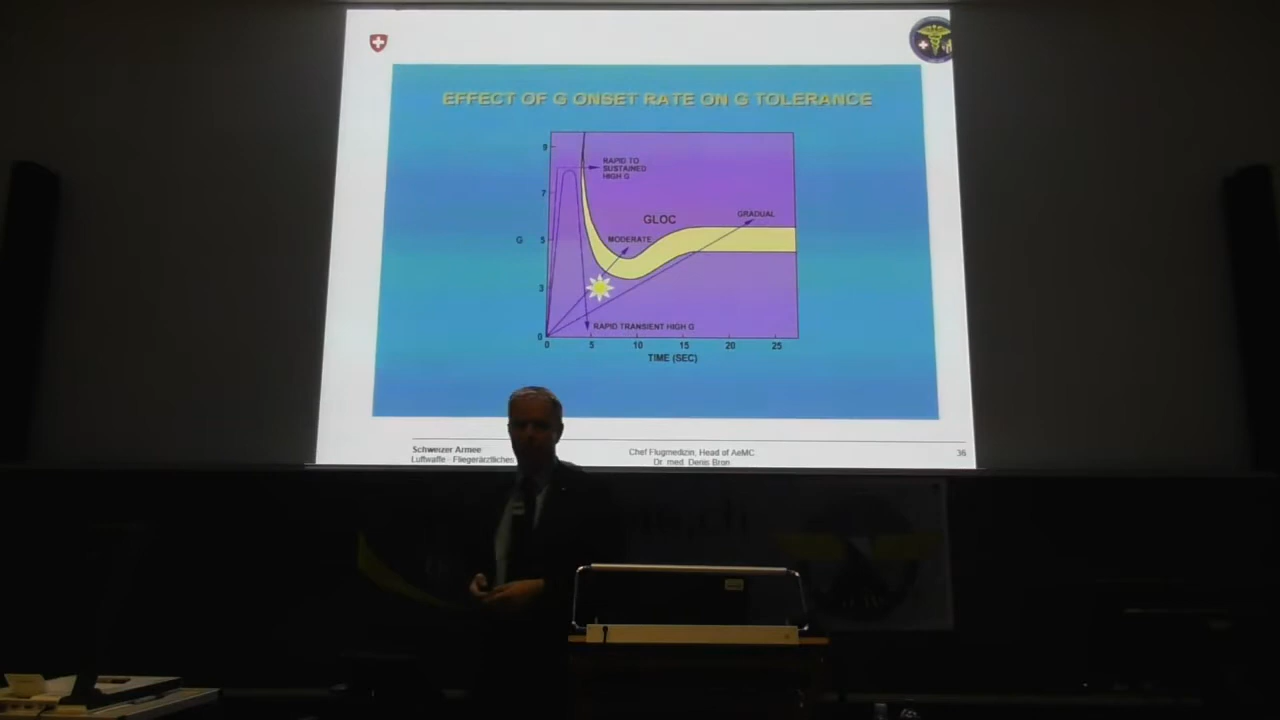 EFFECT OF G ONSET RATE ON G TOLERANCE
9
7
G 5
3
0
RAPID TO
SUSTAINED
HIGH G
GLOC
GRADUAL
MODERATE
RAPID TRANSIENT HIGH G
0 5 10 15 20 25
TIME (SEC)
Schweizer Armee
Luftwaffe - Fliegerärztliches
Chef Flugmedizin, Head of AeMC
Dr. med. Denis Bron
36